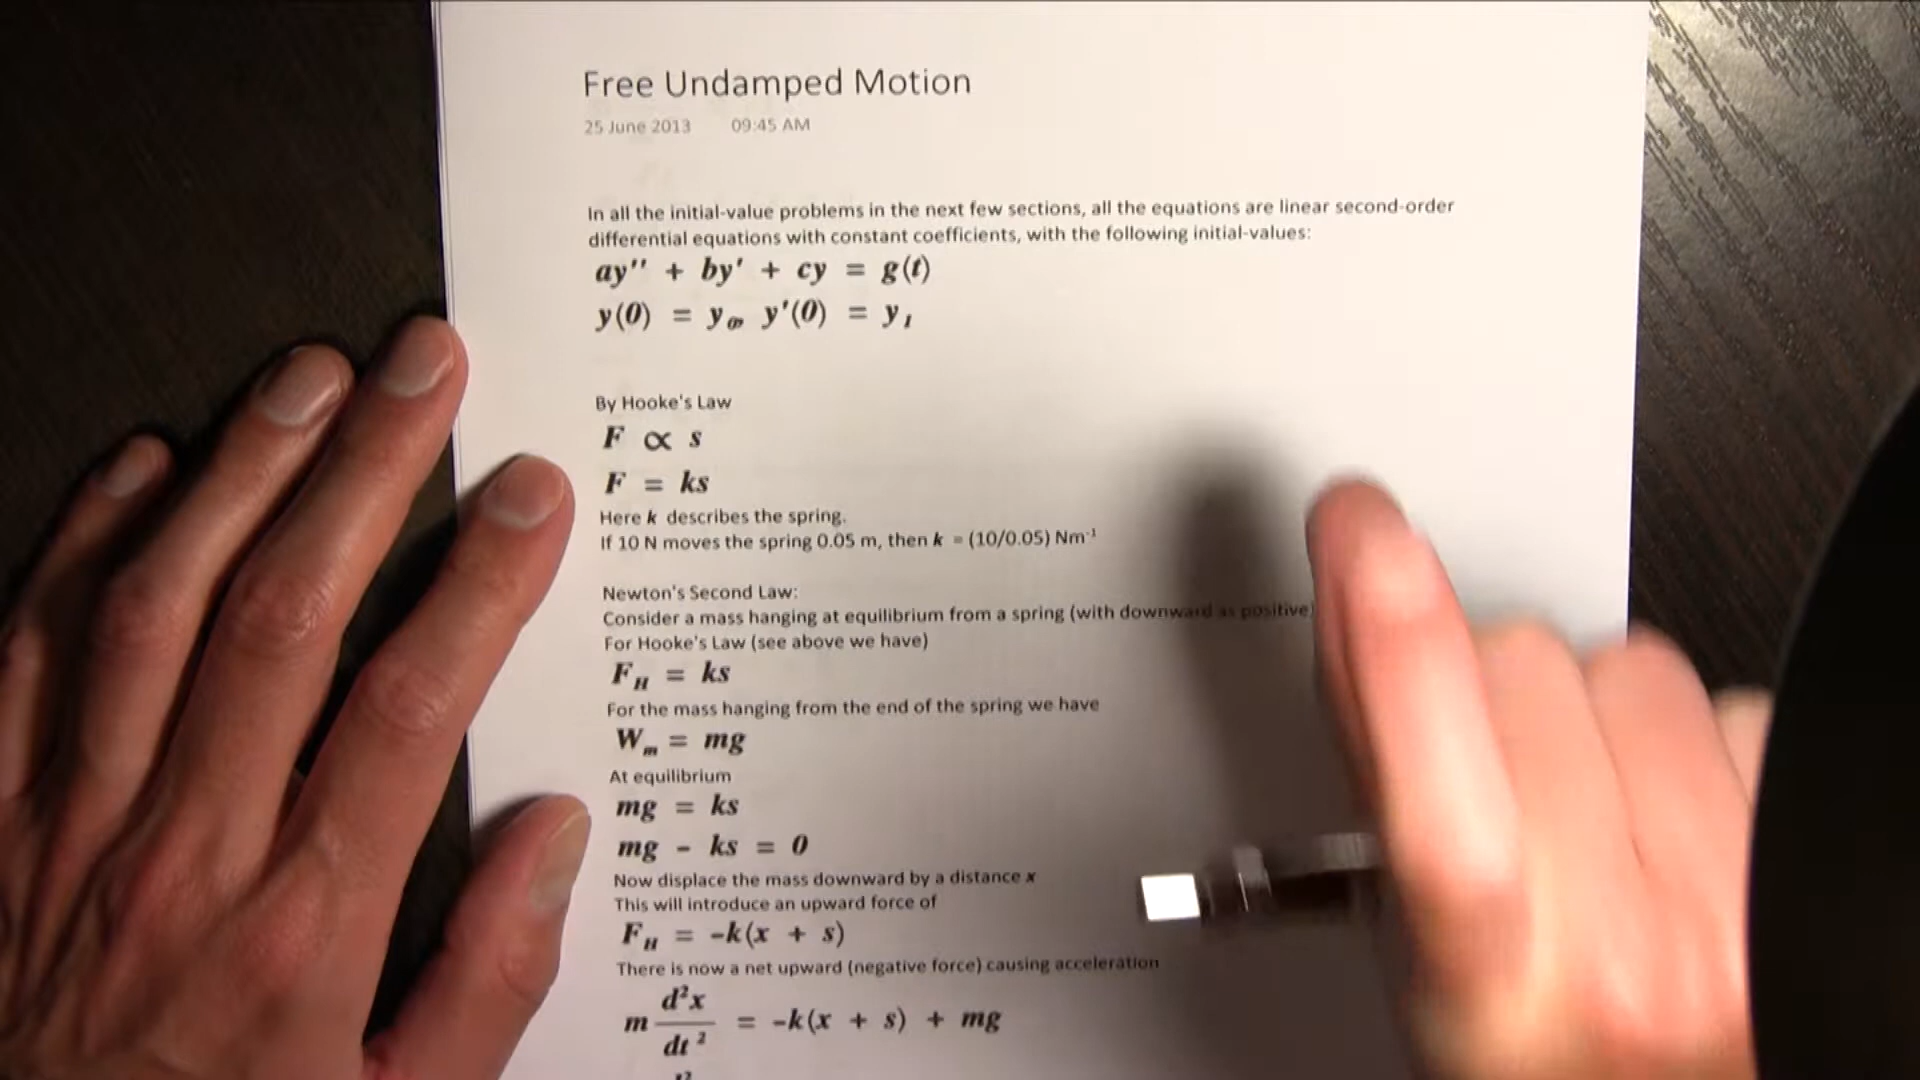 Free Undamped Motion
25 June 2013 09:45 AM
In all the initial-value problems in the next few sections, all the equations are linear second-order
differential equations with constant coefficients, with the following initial-values:
ay'' + by' + cy = g(t)
y(0) = y₀, y'(0) = y₁
By Hooke's Law
F ∝ s
F = ks
Here k describes the spring.
If 10 N moves the spring 0.05 m, then k = (10/0.05) Nm⁻¹
Newton's Second Law:
Consider a mass hanging at equilibrium from a spring (with downward as positive)
For Hooke's Law (see above we have)
F_H = ks
For the mass hanging from the end of the spring we have
W_m = mg
At equilibrium
mg = ks
mg - ks = 0
Now displace the mass downward by a distance x
This will introduce an upward force of
F_H = -k(x + s)
There is now a net upward (negative force) causing acceleration
m d²x/dt² = -k(x + s) + mg